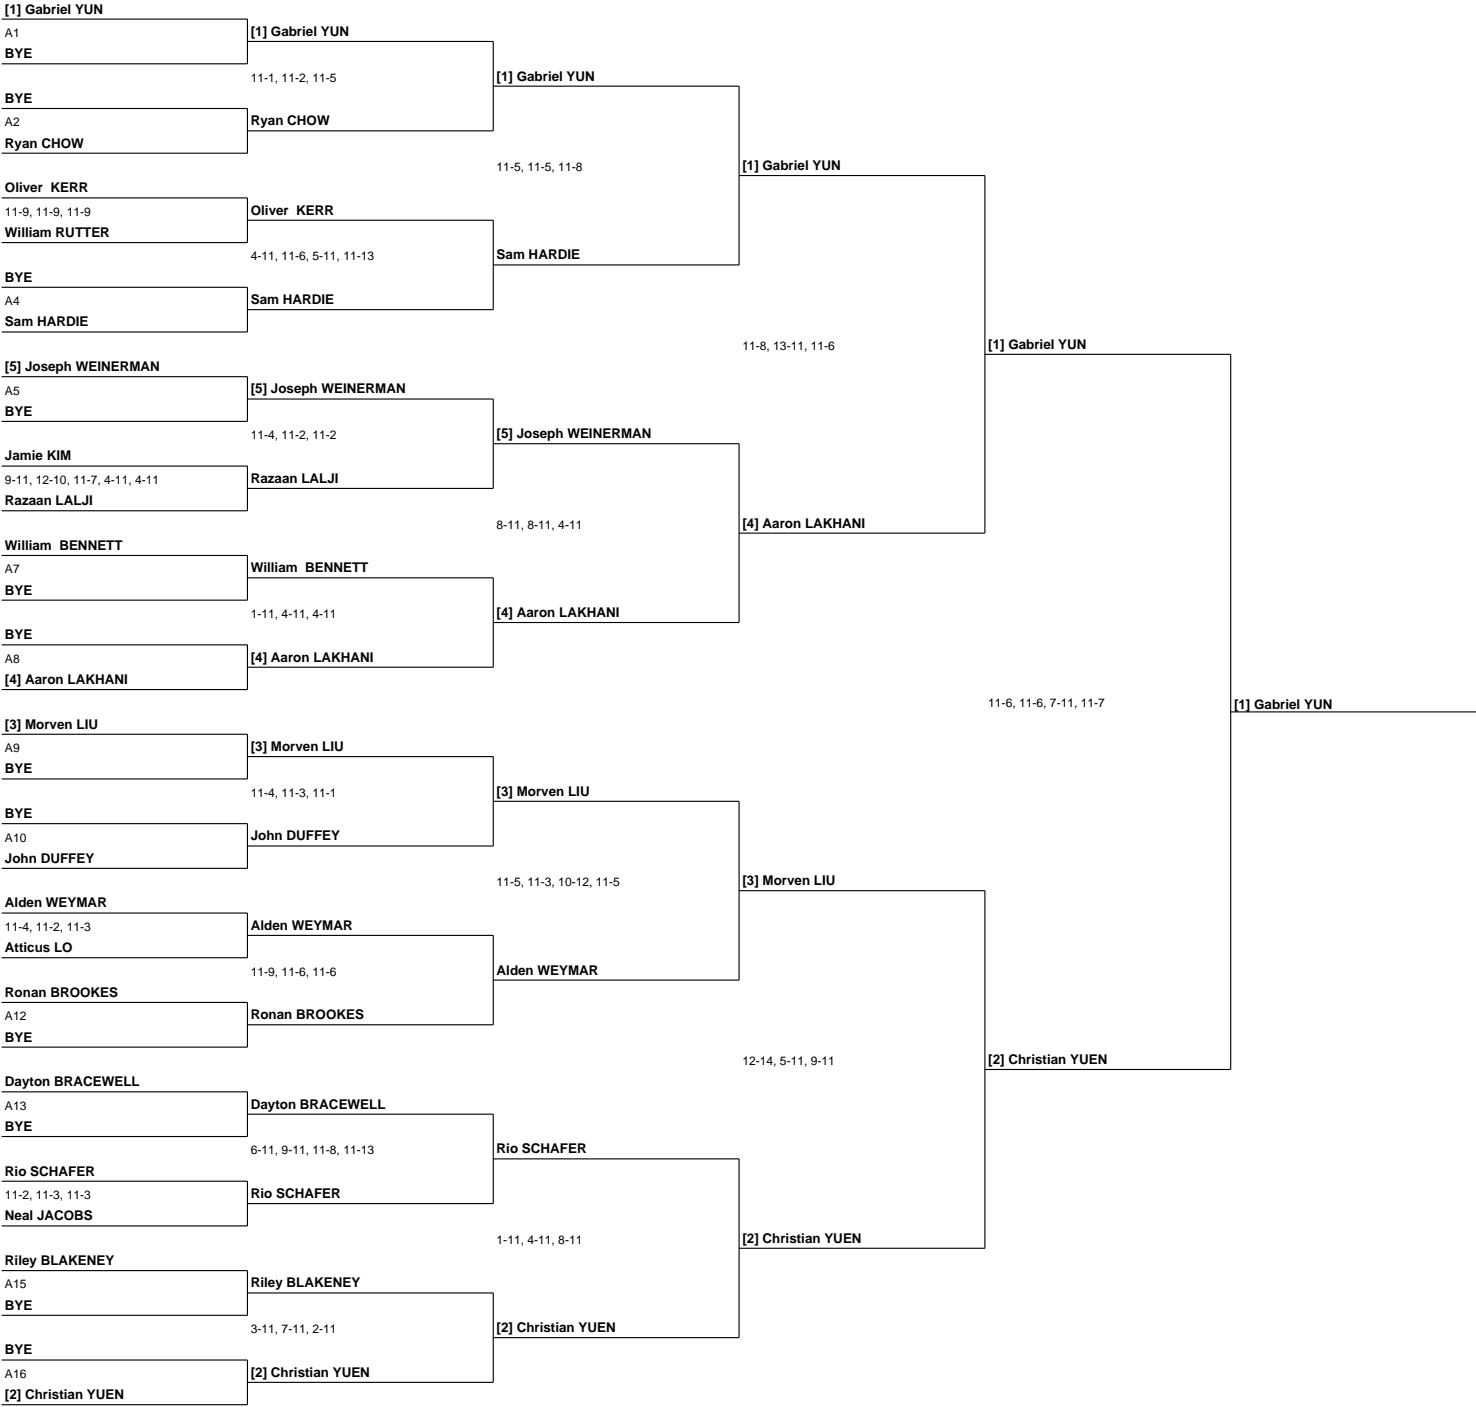 [1] Gabriel YUN
A1
BYE
BYE
A2
Ryan CHOW
Oliver  KERR
11-9, 11-9, 11-9
William RUTTER
BYE
A4
Sam HARDIE
[5] Joseph WEINERMAN
A5
BYE
Jamie KIM
9-11, 12-10, 11-7, 4-11, 4-11
Razaan LALJI
William  BENNETT
A7
BYE
BYE
A8
[4] Aaron LAKHANI
[3] Morven LIU
A9
BYE
BYE
A10
John DUFFEY
Alden WEYMAR
11-4, 11-2, 11-3
Atticus LO
Ronan BROOKES
A12
BYE
Dayton BRACEWELL
A13
BYE
Rio SCHAFER
11-2, 11-3, 11-3
Neal JACOBS
Riley BLAKENEY
A15
BYE
BYE
A16
[2] Christian YUEN
[1] Gabriel YUN
11-1, 11-2, 11-5
Ryan CHOW
Oliver  KERR
4-11, 11-6, 5-11, 11-13
Sam HARDIE
[5] Joseph WEINERMAN
11-4, 11-2, 11-2
Razaan LALJI
William  BENNETT
1-11, 4-11, 4-11
[4] Aaron LAKHANI
[3] Morven LIU
11-4, 11-3, 11-1
John DUFFEY
Alden WEYMAR
11-9, 11-6, 11-6
Ronan BROOKES
Dayton BRACEWELL
6-11, 9-11, 11-8, 11-13
Rio SCHAFER
Riley BLAKENEY
3-11, 7-11, 2-11
[2] Christian YUEN
[1] Gabriel YUN
11-5, 11-5, 11-8
Sam HARDIE
[5] Joseph WEINERMAN
8-11, 8-11, 4-11
[4] Aaron LAKHANI
[3] Morven LIU
11-5, 11-3, 10-12, 11-5
Alden WEYMAR
Rio SCHAFER
1-11, 4-11, 8-11
[2] Christian YUEN
[1] Gabriel YUN
11-8, 13-11, 11-6
[4] Aaron LAKHANI
[3] Morven LIU
12-14, 5-11, 9-11
[2] Christian YUEN
[1] Gabriel YUN
11-6, 11-6, 7-11, 11-7
[2] Christian YUEN
[1] Gabriel YUN